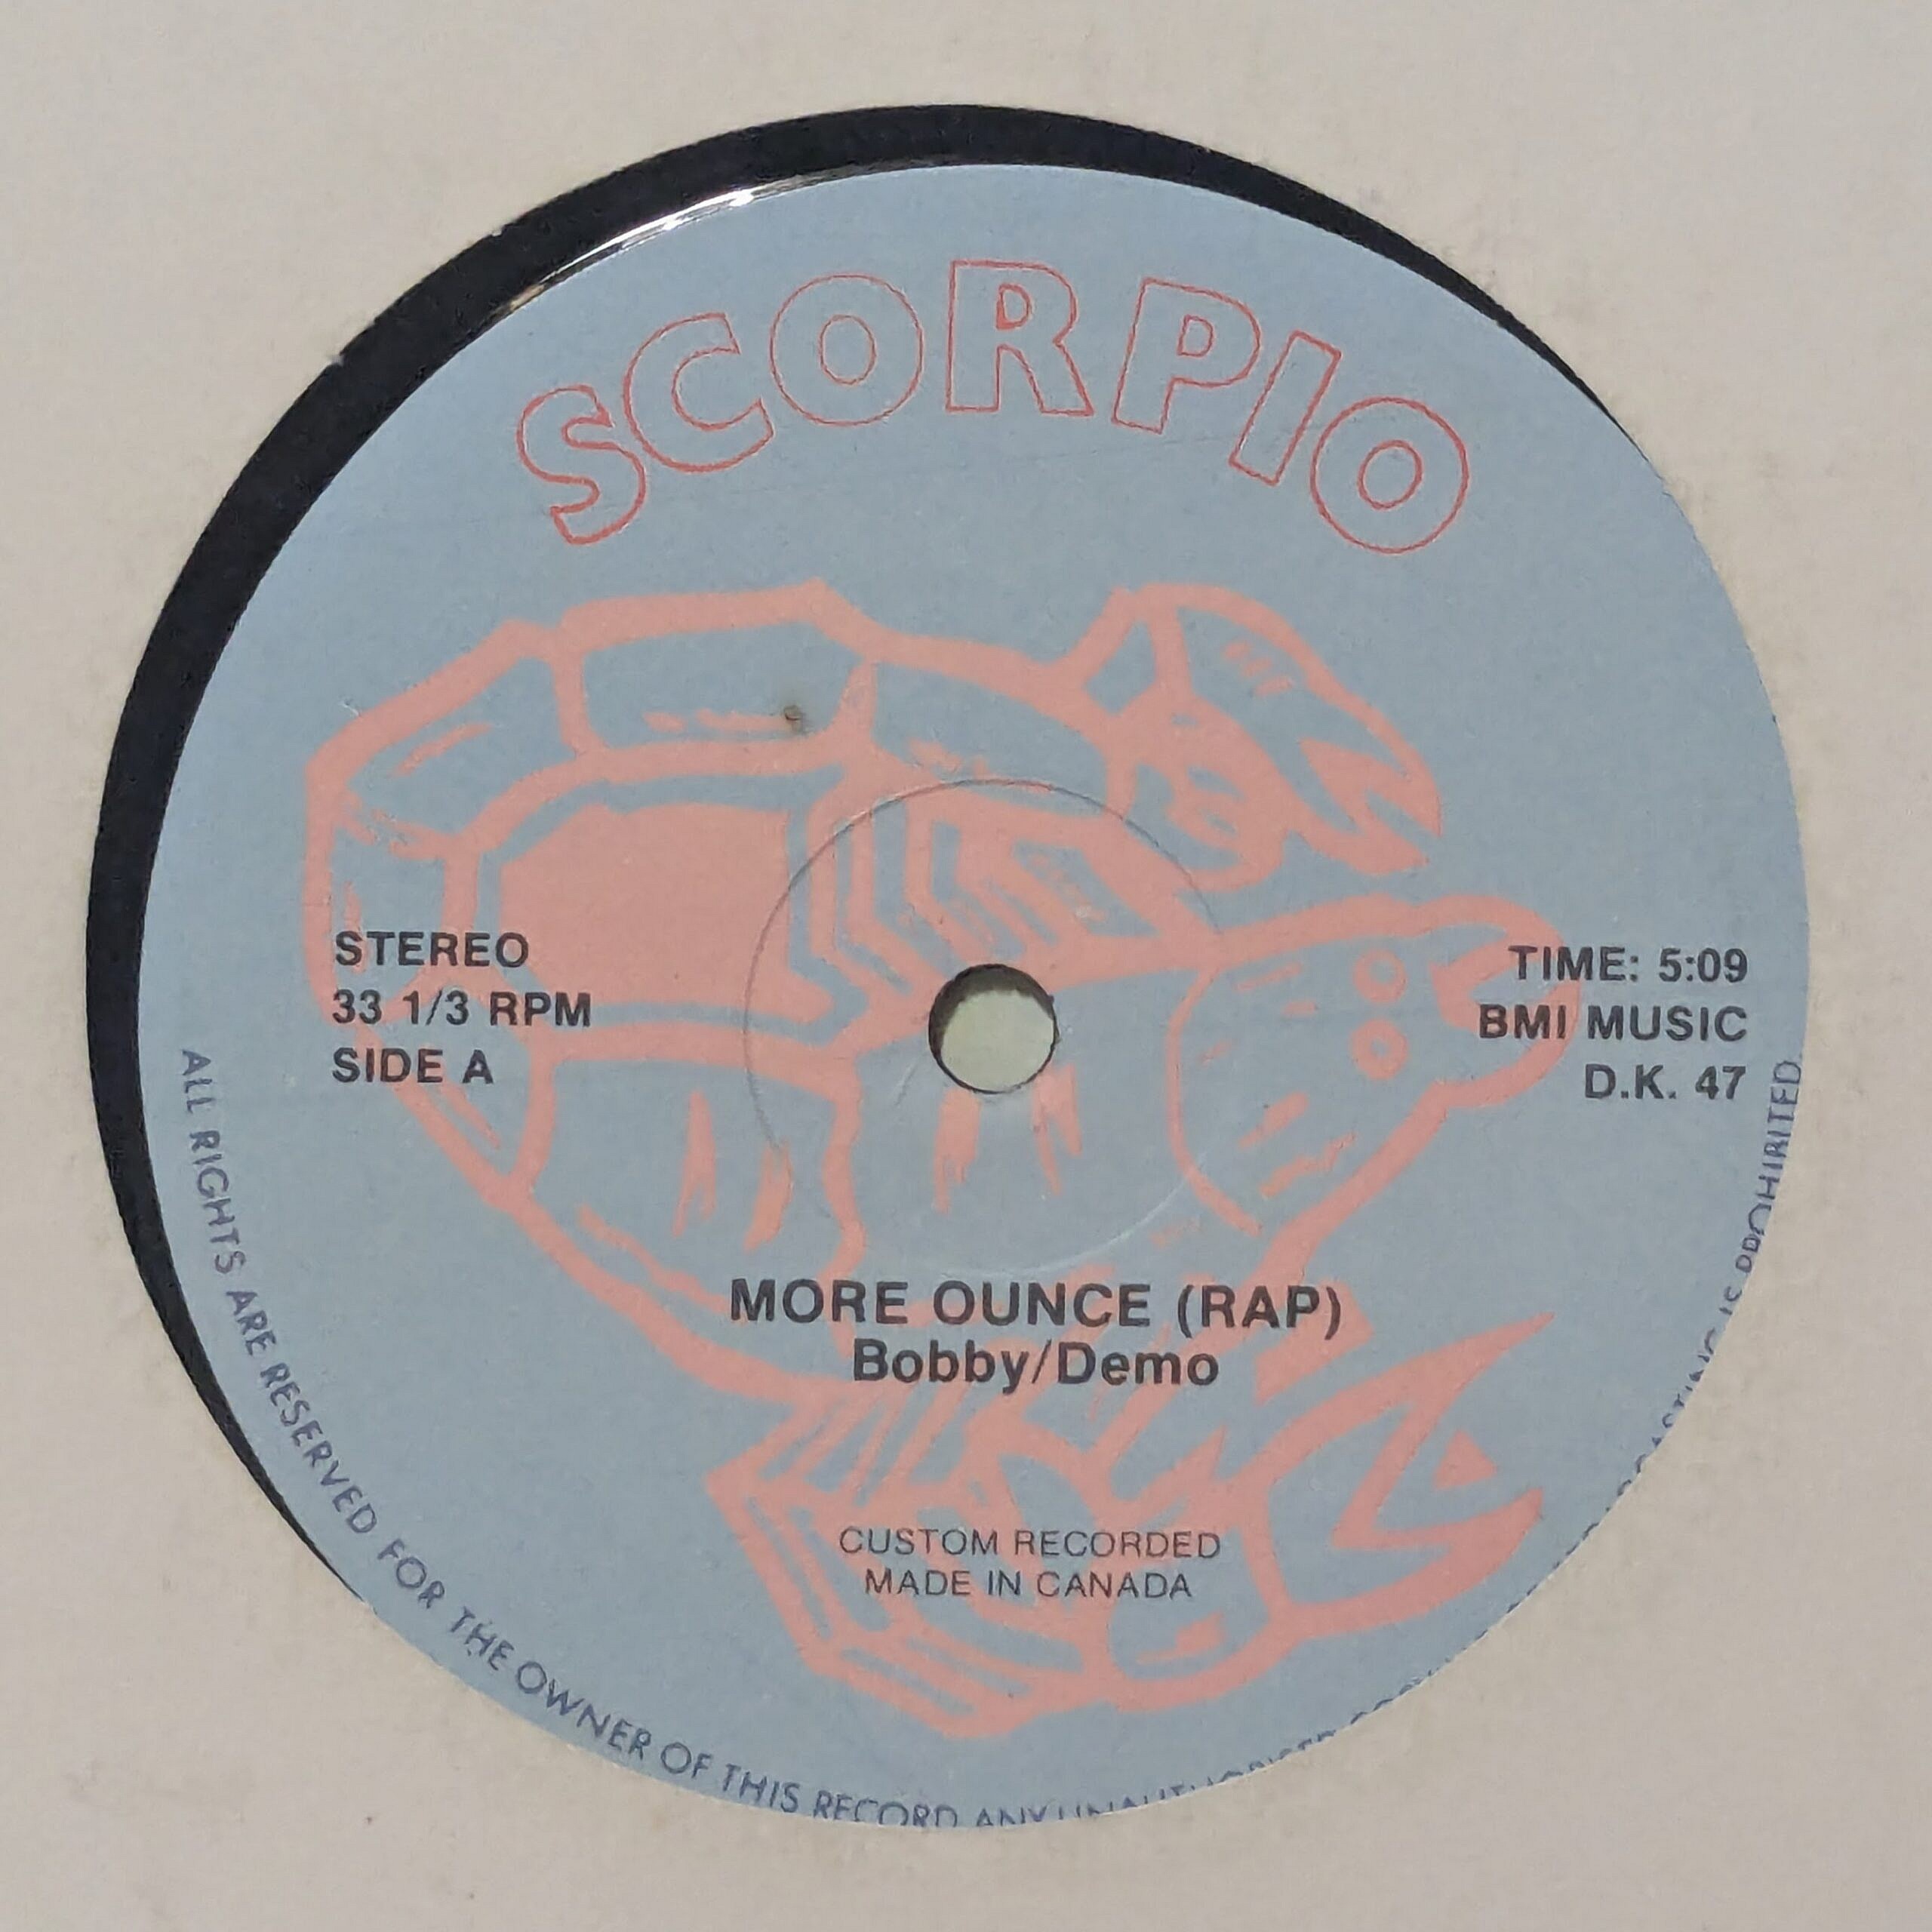 SCORPIO
STEREO
33 1/3 RPM
SIDE A
TIME: 5:09
BMI MUSIC
D.K. 47
MORE OUNCE (RAP)
Bobby/Demo
CUSTOM RECORDED
MADE IN CANADA
ALL RIGHTS ARE RESERVED FOR THE OWNER OF THIS RECORD ANY IS PROHIBITED.